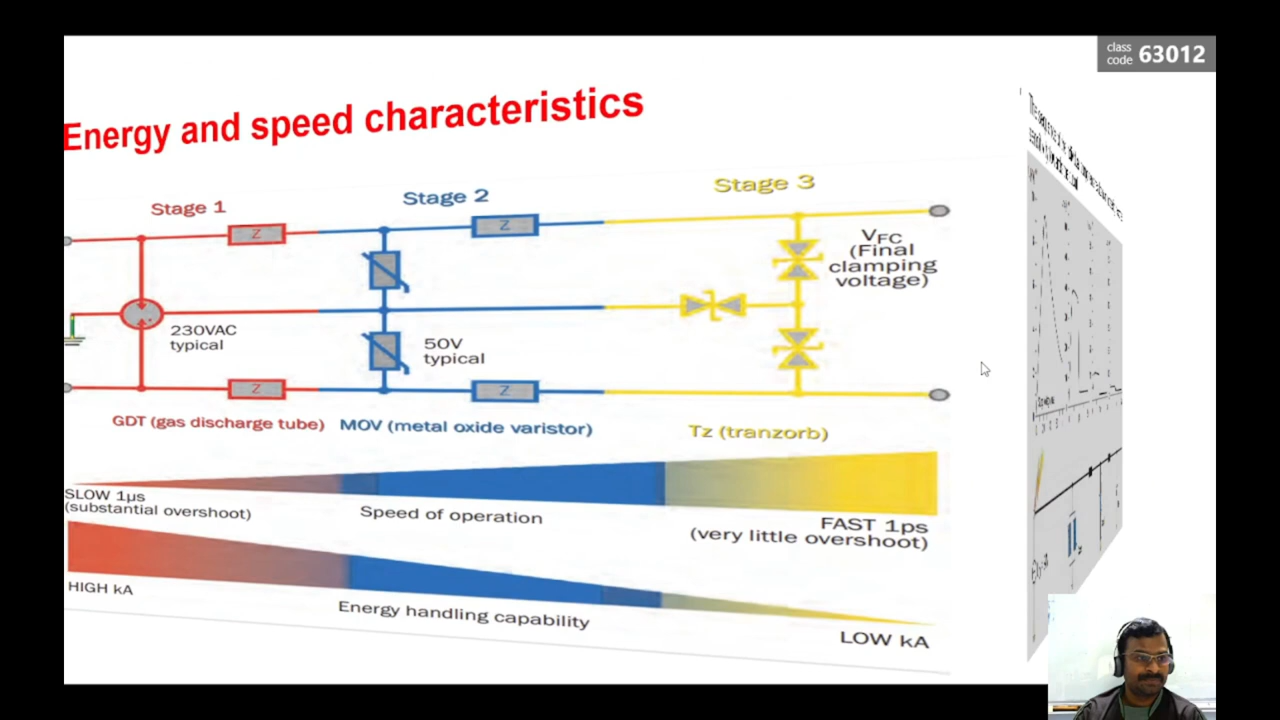 class
code 63012
Energy and speed characteristics
Stage 1
Stage 2
Stage 3
Z
Z
VFC
(Final
clamping
voltage)
230VAC
typical
50V
typical
Z
Z
GDT (gas discharge tube)
MOV (metal oxide varistor)
Tz (tranzorb)
SLOW 1µs
(substantial overshoot)
Speed of operation
FAST 1ps
(very little overshoot)
HIGH kA
Energy handling capability
LOW kA